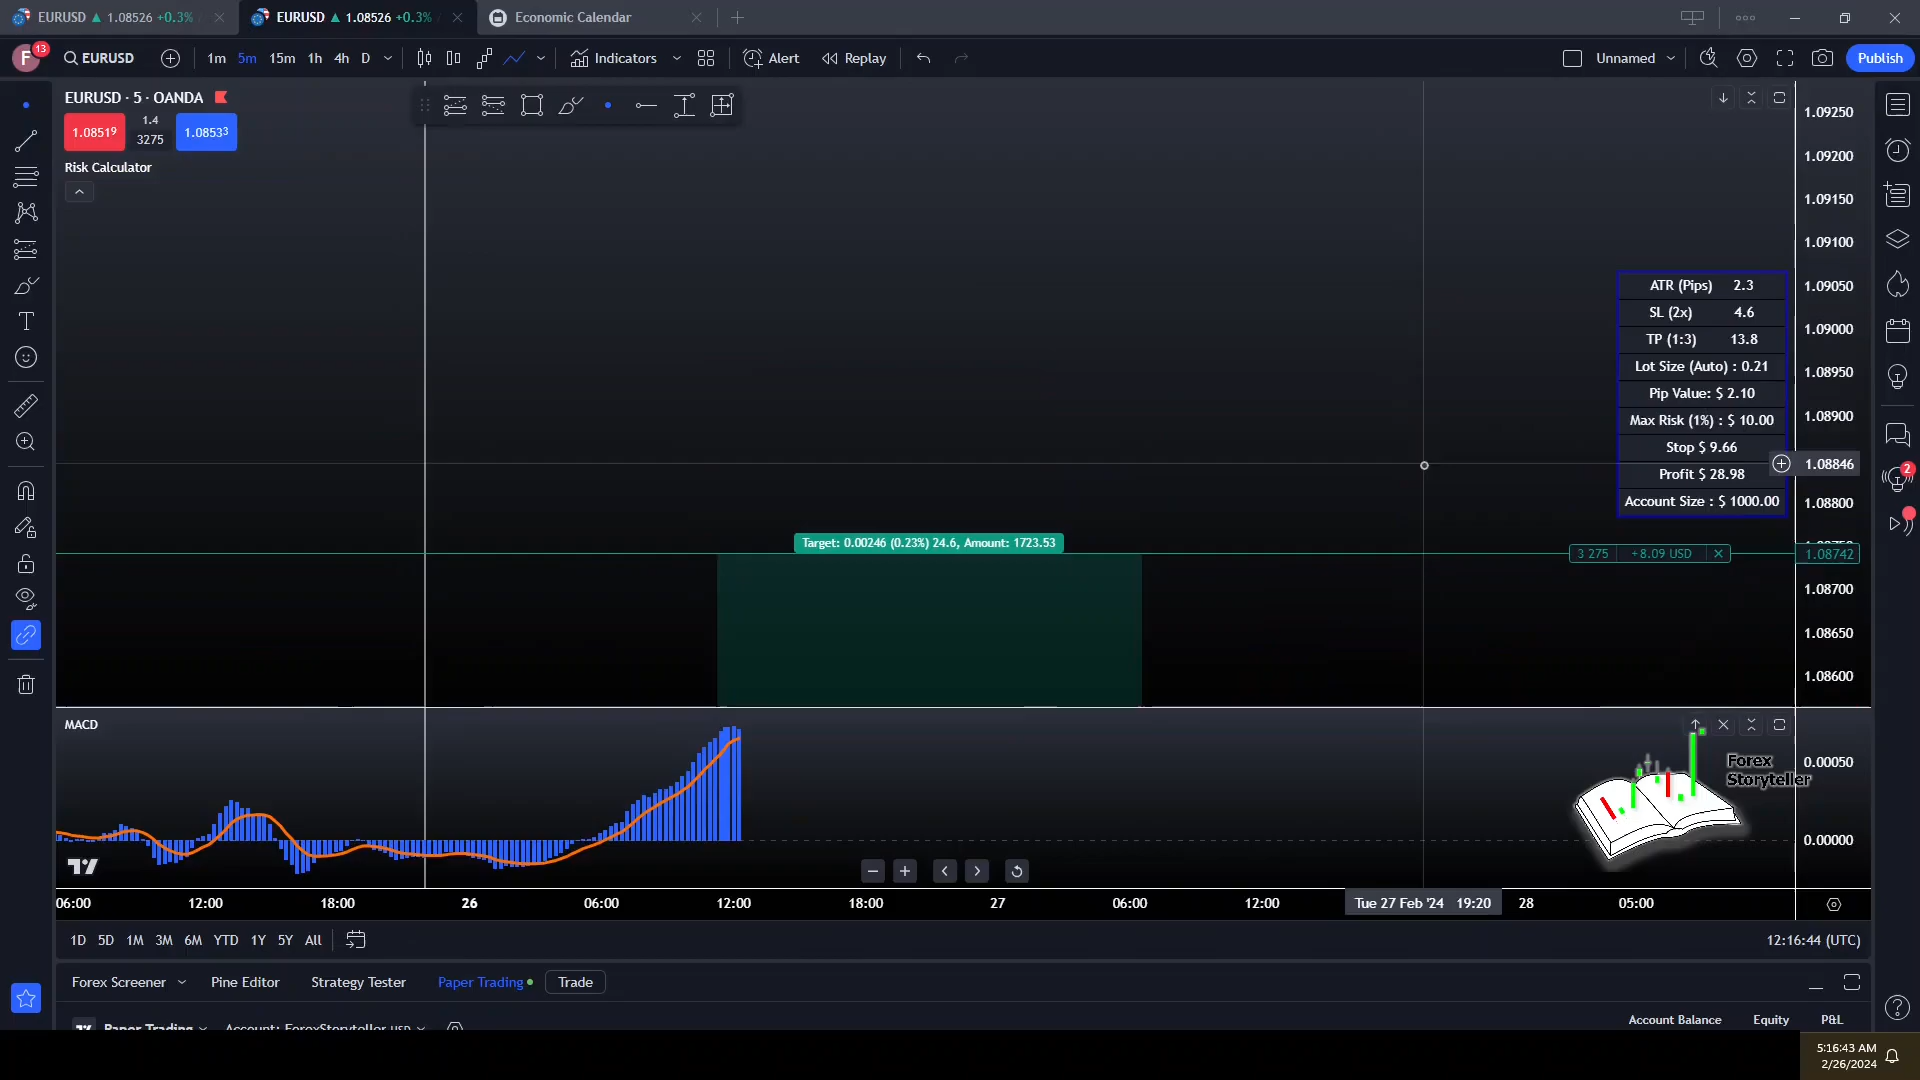 EURUSD ▲ 1.08526 +0.3%
EURUSD ▲ 1.08526 +0.3%
Economic Calendar
F
13
EURUSD
1m 5m 15m 1h 4h D
Indicators
Alert
Replay
Unnamed
Publish
EURUSD · 5 · OANDA
1.08519
1.4
3275
1.08533
Risk Calculator
1.09250
1.09200
1.09150
1.09100
1.09050
1.09000
1.08950
1.08900
1.08846
1.08800
1.08742
1.08700
1.08650
1.08600
ATR (Pips) 2.3
SL (2x) 4.6
TP (1:3) 13.8
Lot Size (Auto) : 0.21
Pip Value: $ 2.10
Max Risk (1%) : $ 10.00
Stop $ 9.66
Profit $ 28.98
Account Size : $ 1000.00
2
Target: 0.00246 (0.23%) 24.6, Amount: 1723.53
3 275 +8.09 USD
MACD
Forex
Storyteller
0.00050
0.00000
06:00 12:00 18:00 26 06:00 12:00 18:00 27 06:00 12:00 Tue 27 Feb '24 19:20 28 05:00
1D 5D 1M 3M 6M YTD 1Y 5Y All
12:16:44 (UTC)
Forex Screener Pine Editor Strategy Tester Paper Trading Trade
Paper Trading Account: ForexStoryteller USD
Account Balance Equity P&L
5:16:43 AM
2/26/2024